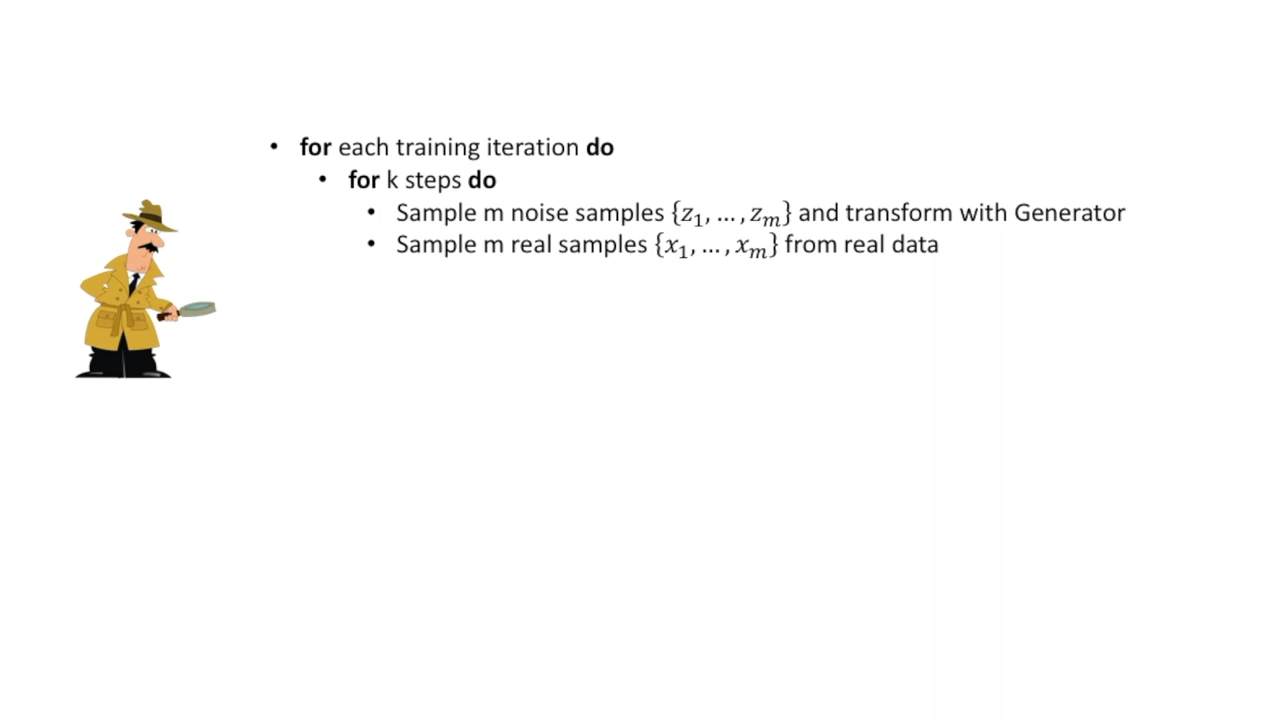 • for each training iteration do
• for k steps do
• Sample m noise samples {z₁, … , zₘ} and transform with Generator
• Sample m real samples {x₁, … , xₘ} from real data